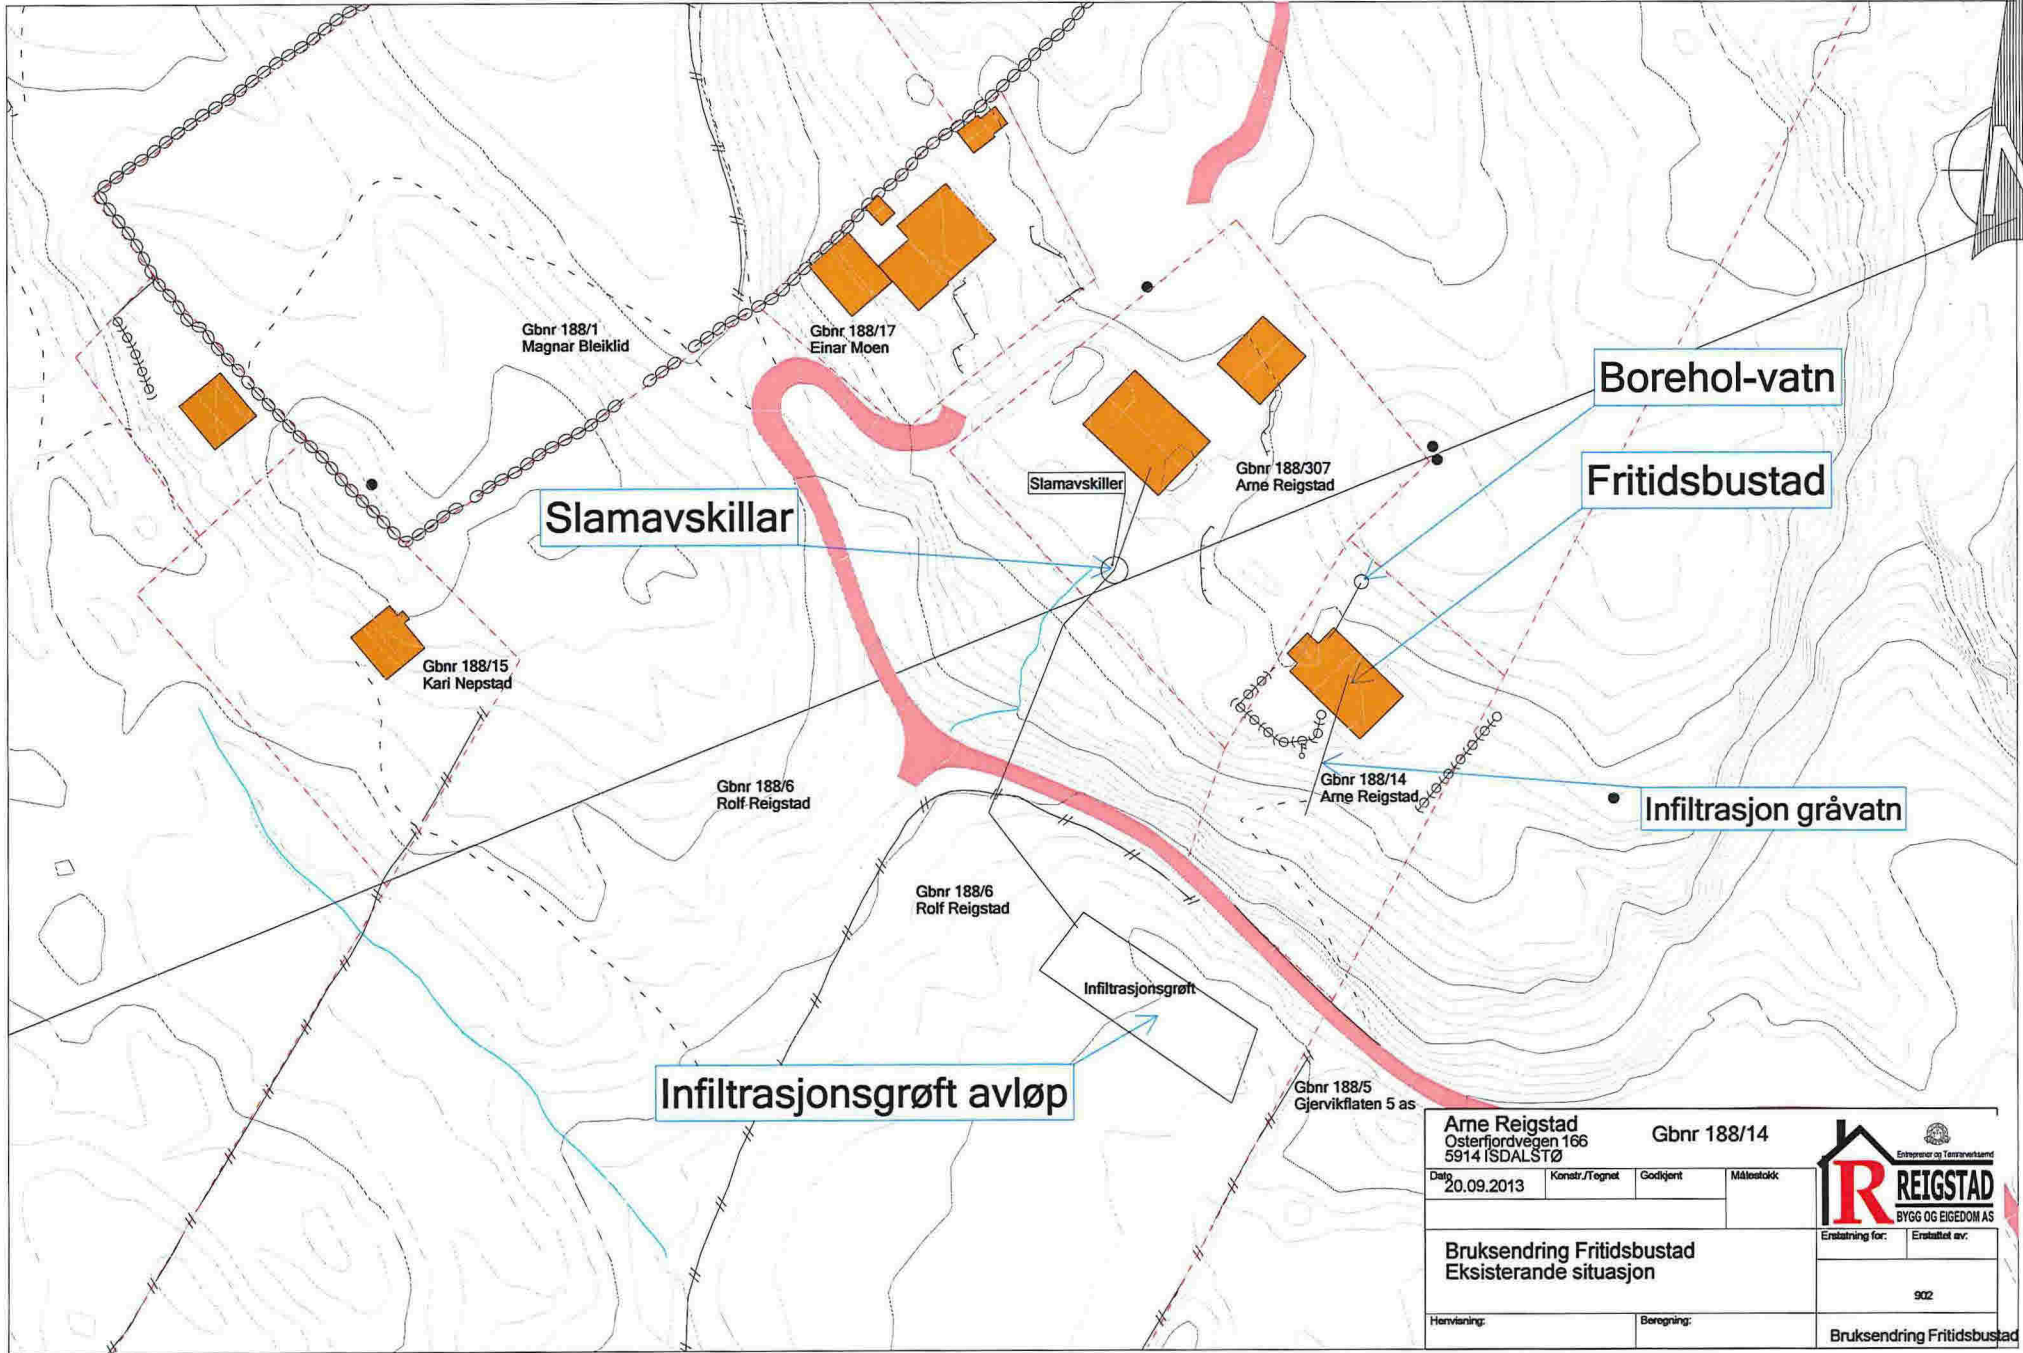 Gbnr 188/1
Magnar Bleiklid
Gbnr 188/17
Einar Moen
Borehol-vatn
Slamavskiller
Gbnr 188/307
Arne Reigstad
Fritidsbustad
Slamavskillar
Gbnr 188/15
Kari Nepstad
Gbnr 188/6
Rolf Reigstad
Gbnr 188/14
Arne Reigstad
Infiltrasjon gråvatn
Gbnr 188/6
Rolf Reigstad
Infiltrasjonsgrøft
Infiltrasjonsgrøft avløp
Gbnr 188/5
Gjervikflaten 5 as
Arne Reigstad
Osterfjordvegen 166
5914 ISDALSTØ
Gbnr 188/14
Dato
20.09.2013
Konstr./Tegnet
Godkjent
Målestokk
Entreprenør og Tømrerverksemd
R REIGSTAD
BYGG OG EIGEDOM AS
Bruksendring Fritidsbustad
Eksisterande situasjon
Erstatning for:
Erstattet av:
902
Henvisning:
Beregning:
Bruksendring Fritidsbustad